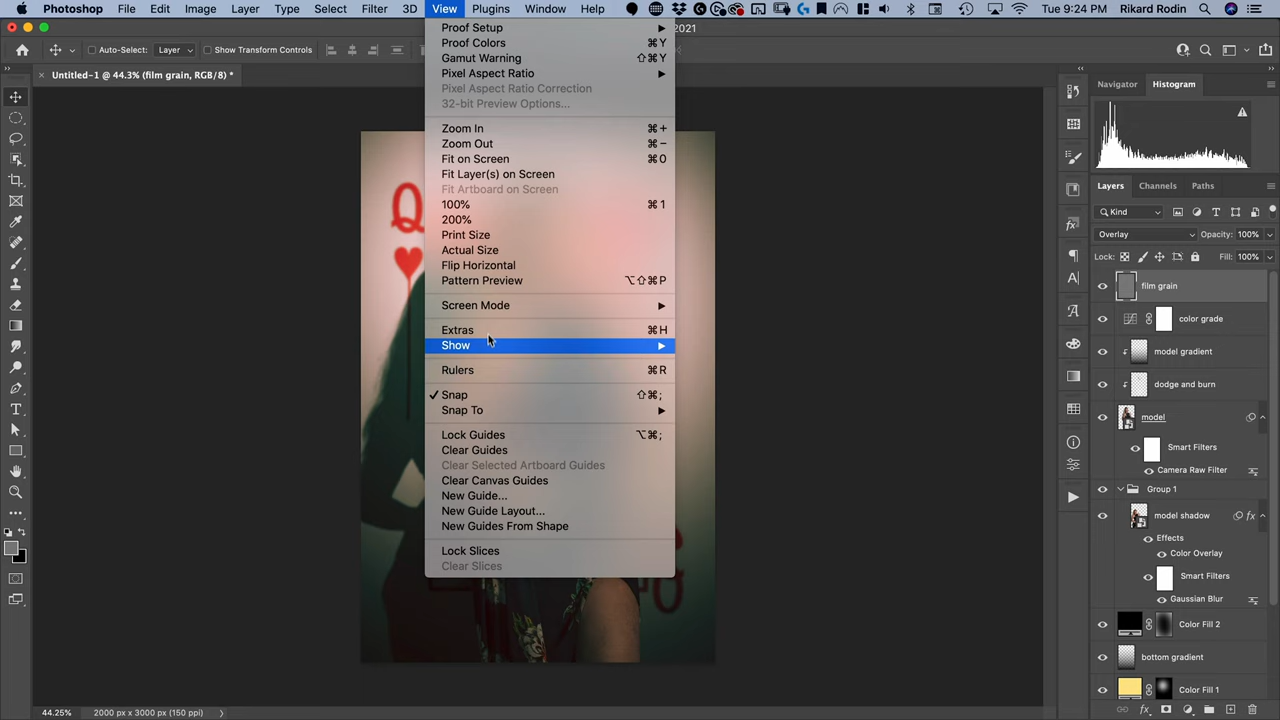 Photoshop File Edit Image Layer Type Select Filter 3D View Plugins Window Help
Tue 9:24 PM Rikard Rodin
2021
Auto-Select: Layer Show Transform Controls
× Untitled-1 @ 44.3% (film grain, RGB/8) *
Proof Setup
Proof Colors ⌘Y
Gamut Warning ⇧⌘Y
Pixel Aspect Ratio
Pixel Aspect Ratio Correction
32-bit Preview Options...
Zoom In ⌘+
Zoom Out ⌘−
Fit on Screen ⌘0
Fit Layer(s) on Screen
Fit Artboard on Screen
100% ⌘1
200%
Print Size
Actual Size
Flip Horizontal
Pattern Preview ⌥⇧⌘P
Screen Mode
Extras ⌘H
Show
Rulers ⌘R
✓ Snap ⇧⌘;
Snap To
Lock Guides ⌥⌘;
Clear Guides
Clear Selected Artboard Guides
Clear Canvas Guides
New Guide...
New Guide Layout...
New Guides From Shape
Lock Slices
Clear Slices
Q
Q
Navigator Histogram
Layers Channels Paths
Kind
Overlay Opacity: 100%
Lock: Fill: 100%
film grain
color grade
model gradient
dodge and burn
model
Smart Filters
Camera Raw Filter
Group 1
model shadow fx
Effects
Color Overlay
Smart Filters
Gaussian Blur
Color Fill 2
bottom gradient
Color Fill 1
44.25% 2000 px x 3000 px (150 ppi)